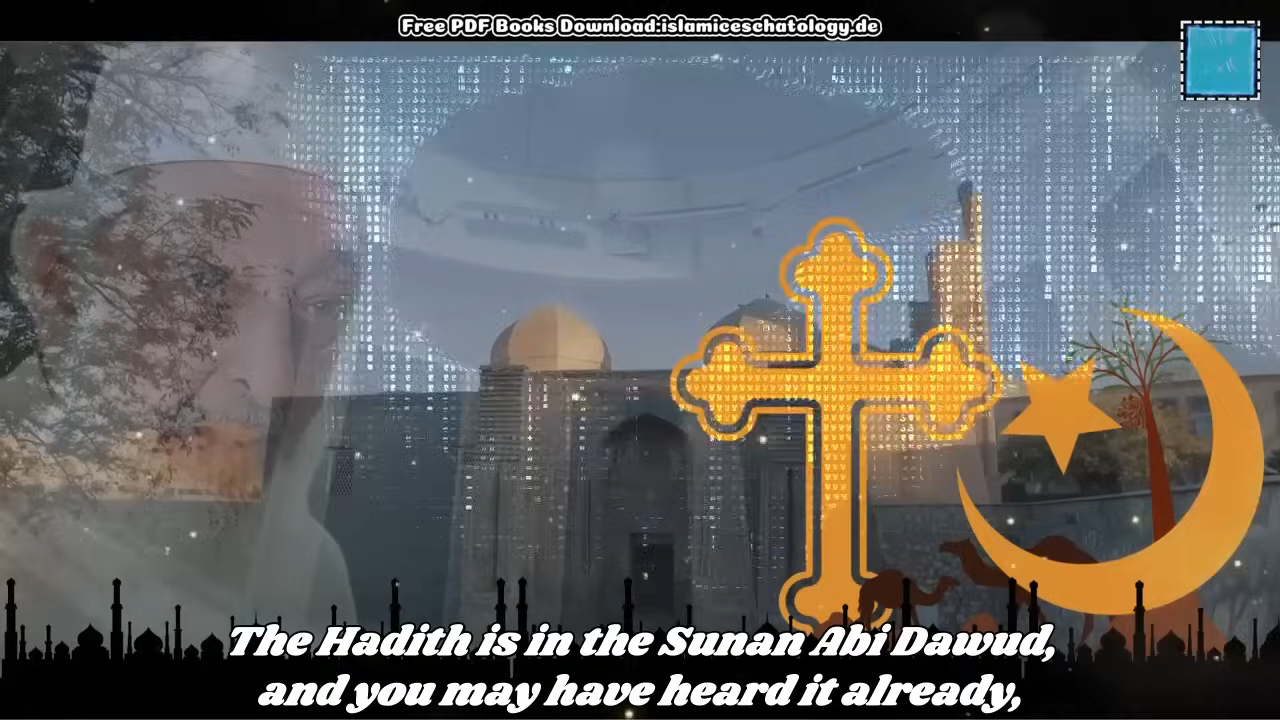 Free PDF Books Download:islamiceschatology.de
The Hadith is in the Sunan Abi Dawud,
and you may have heard it already,